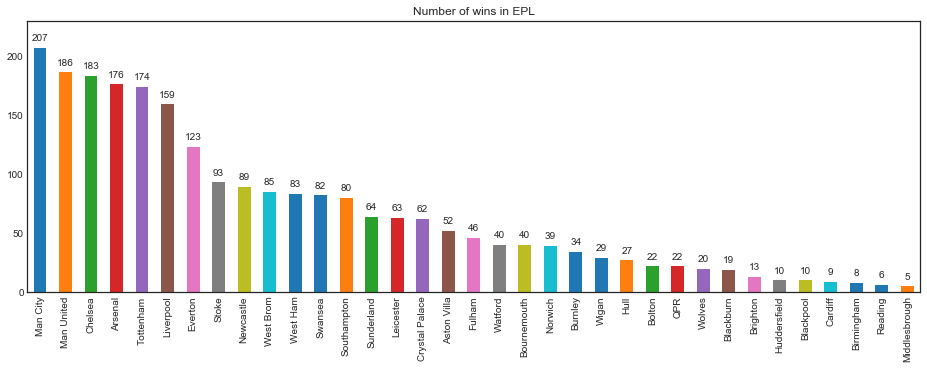 Number of wins in EPL
200
150
100
50
0
207
186
183
176
174
159
123
93
89
85
83
82
80
64
63
62
52
46
40
40
39
34
29
27
22
22
20
19
13
10
10
9
8
6
5
Man City
Man United
Chelsea
Arsenal
Tottenham
Liverpool
Everton
Stoke
Newcastle
West Brom
West Ham
Swansea
Southampton
Sunderland
Leicester
Crystal Palace
Aston Villa
Fulham
Watford
Bournemouth
Norwich
Burnley
Wigan
Hull
Bolton
QPR
Wolves
Blackburn
Brighton
Huddersfield
Blackpool
Cardiff
Birmingham
Reading
Middlesbrough